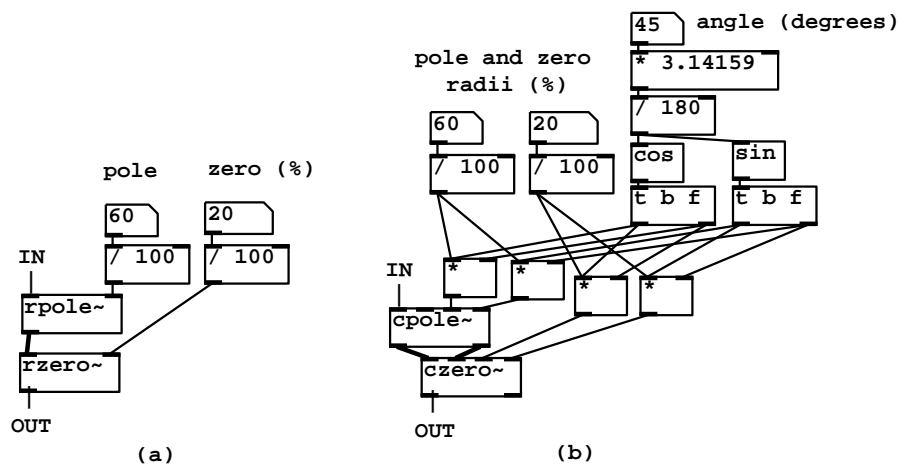 45 angle (degrees)
* 3.14159
pole and zero
radii (%)
/ 180
60 20
cos sin
/ 100 / 100
pole zero (%)
t b f t b f
60 20
IN / 100 / 100
* *
IN
* *
rpole~
cpole~
rzero~
czero~
OUT
OUT
(a) (b)